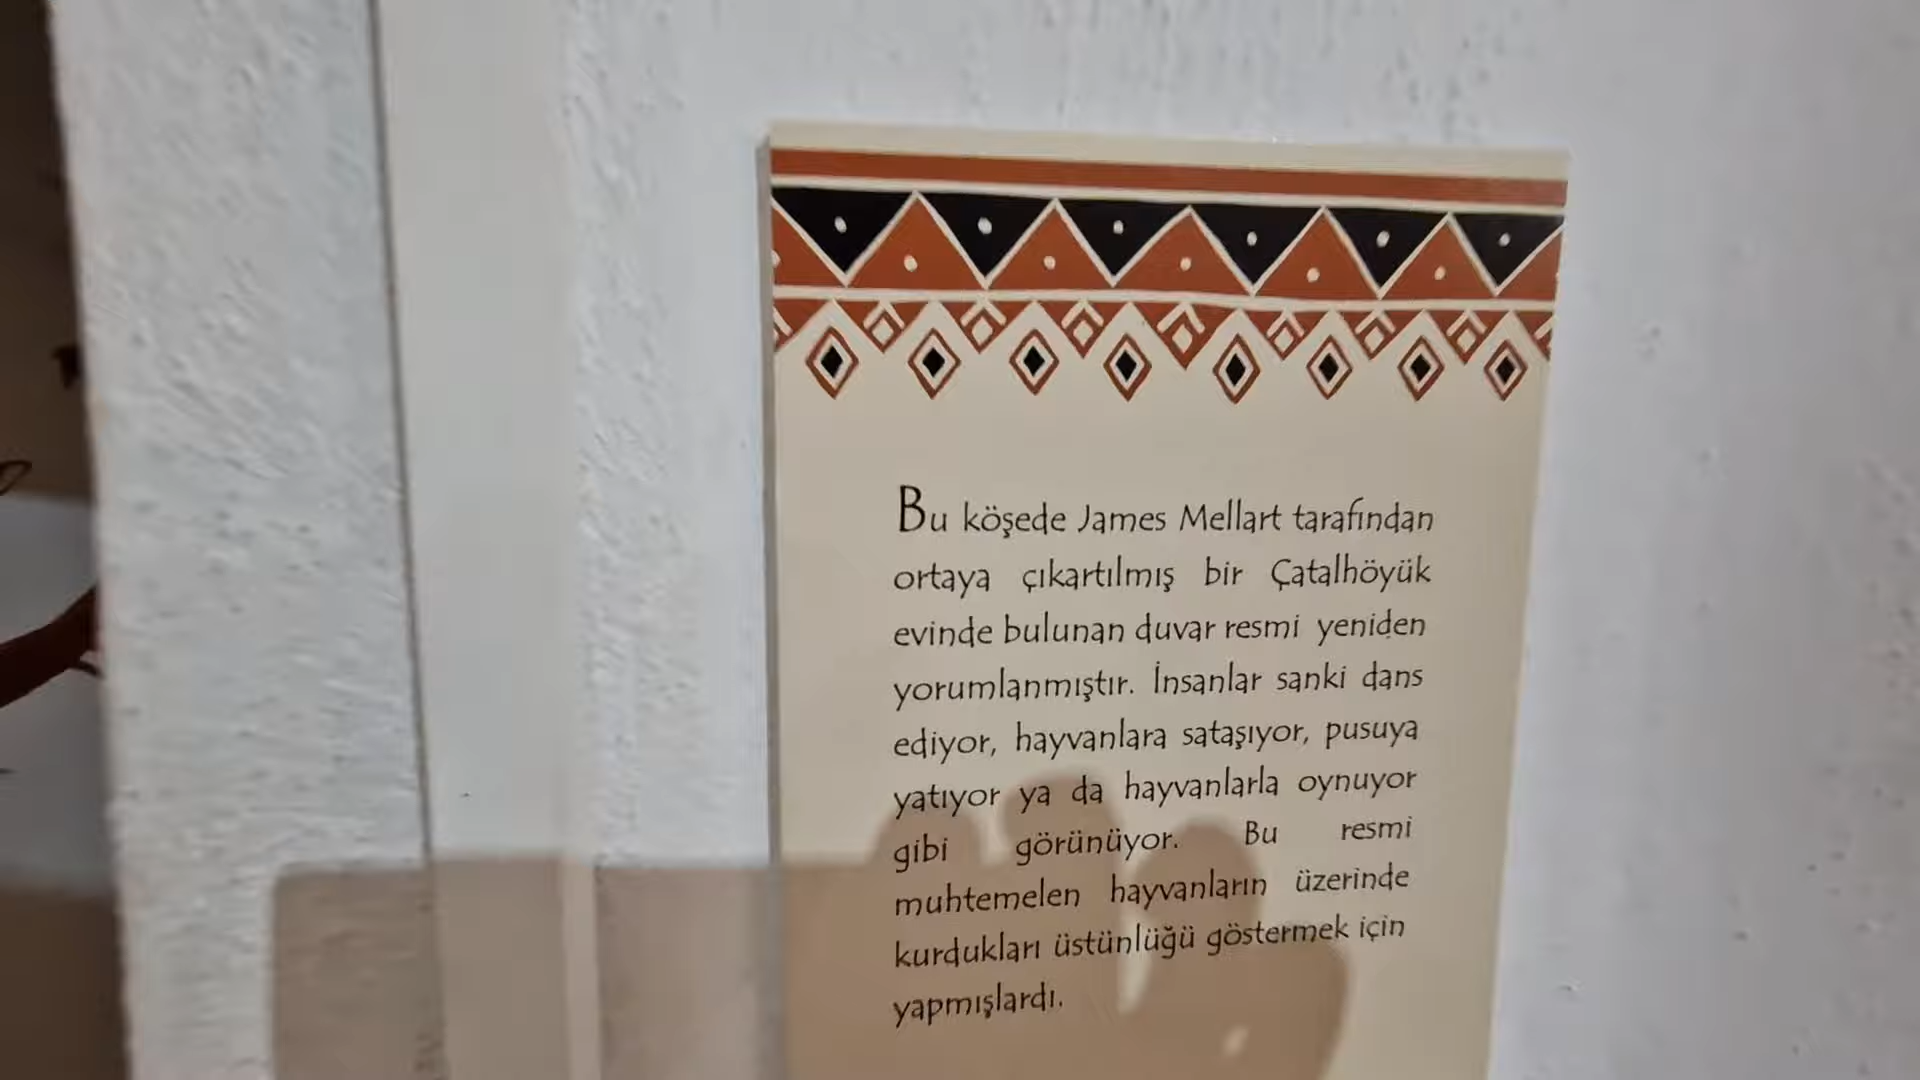 Bu köşede James Mellart tarafından
ortaya çıkartılmış bir Çatalhöyük
evinde bulunan duvar resmi yeniden
yorumlanmıştır. İnsanlar sanki dans
ediyor, hayvanlara sataşıyor, pusuya
yatıyor ya da hayvanlarla oynuyor
gibi görünüyor. Bu resmi
muhtemelen hayvanların üzerinde
kurdukları üstünlüğü göstermek için
yapmışlardı.